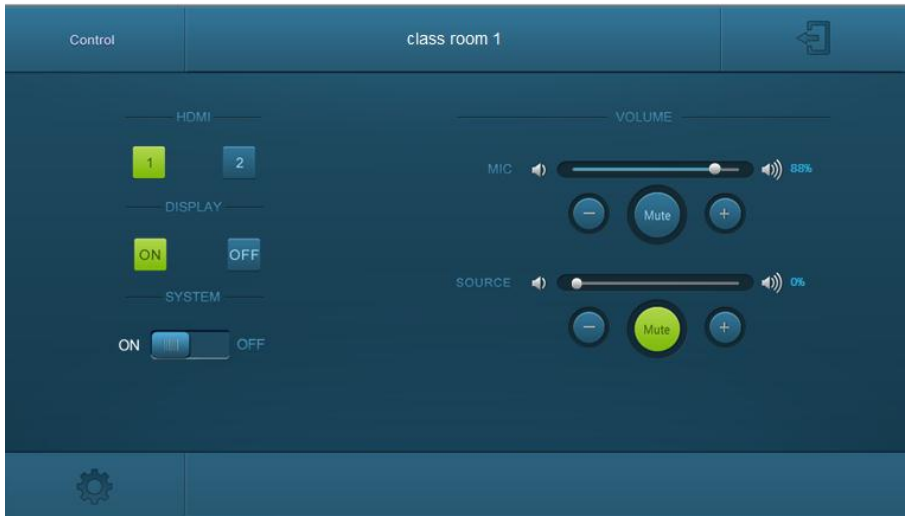 Control
class room 1
HDMI
1 2
DISPLAY
ON OFF
SYSTEM
ON OFF
VOLUME
MIC 88%
Mute
SOURCE 0%
Mute